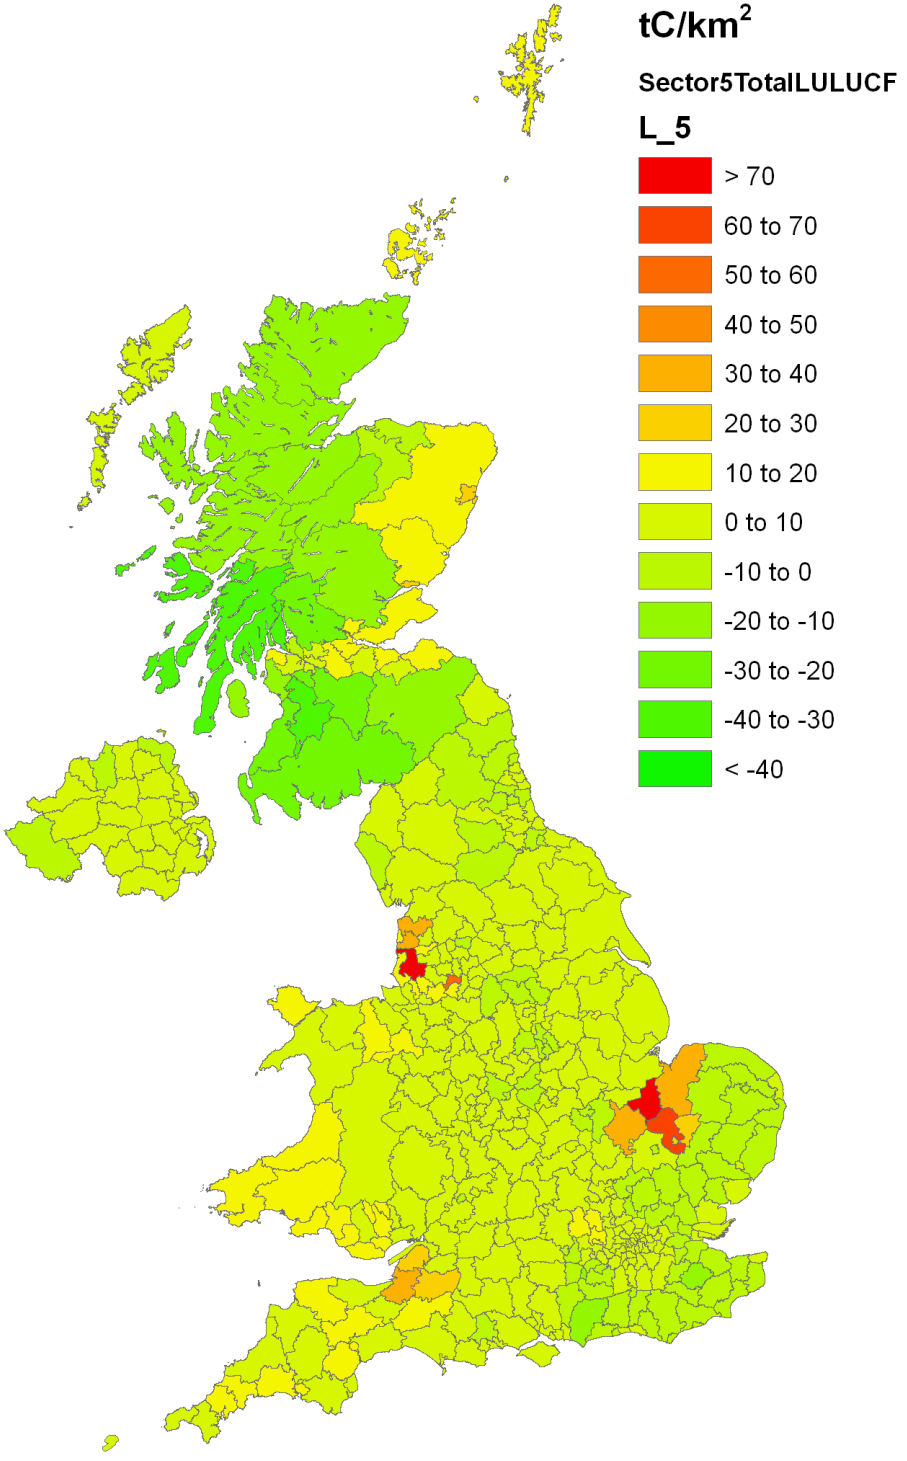 tC/km²
Sector5TotalLULUCF
L_5
> 70
60 to 70
50 to 60
40 to 50
30 to 40
20 to 30
10 to 20
0 to 10
-10 to 0
-20 to -10
-30 to -20
-40 to -30
< -40